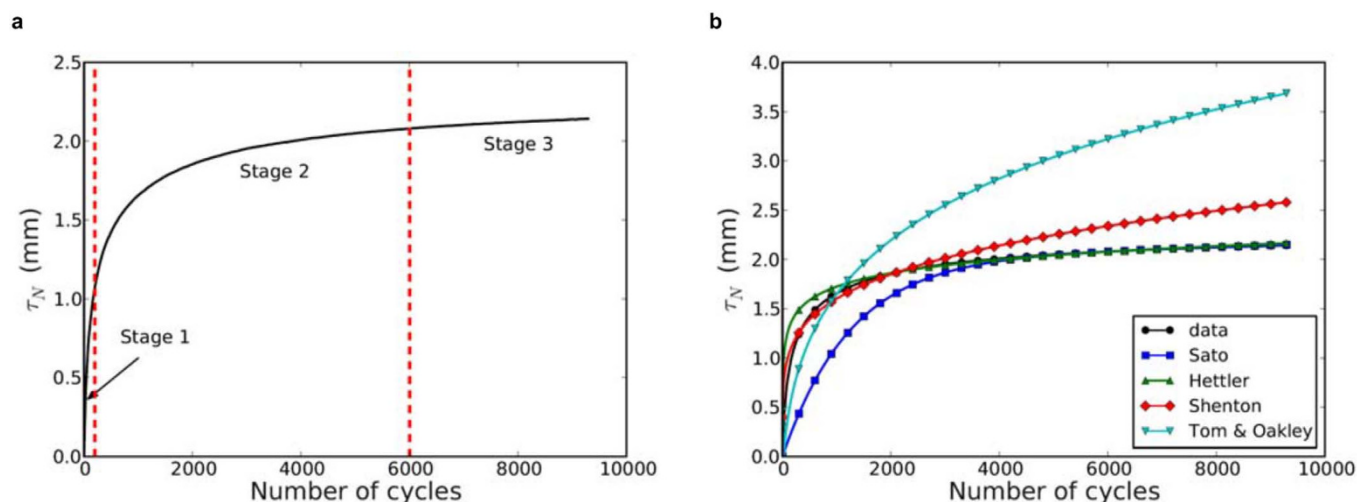 a
2.5
2.0
1.5
1.0
0.5
0.0
τN (mm)
Stage 1
Stage 2
Stage 3
0 2000 4000 6000 8000 10000
Number of cycles
b
4.0
3.5
3.0
2.5
2.0
1.5
1.0
0.5
0.0
τN (mm)
data
Sato
Hettler
Shenton
Tom & Oakley
0 2000 4000 6000 8000 10000
Number of cycles